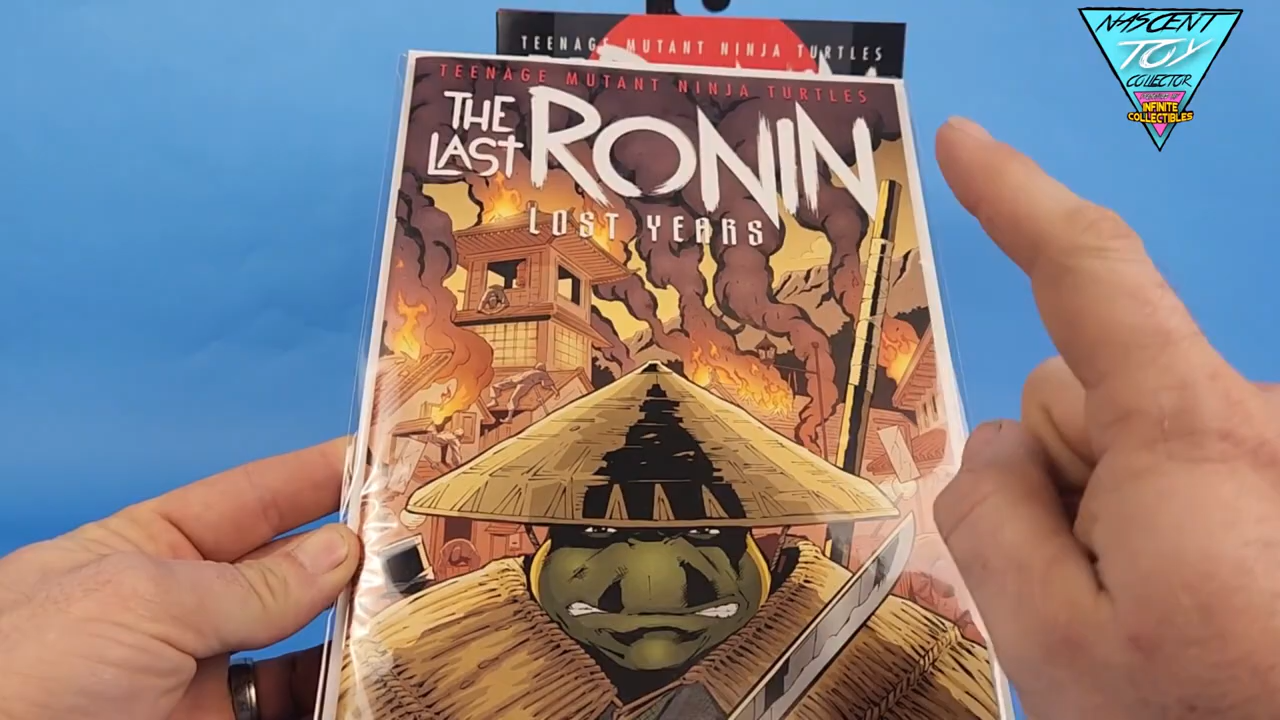 TEENAGE MUTANT NINJA TURTLES
TEENAGE MUTANT NINJA TURTLES
THE
LAST RONIN
LOST YEARS
NASCENT
TOY
COLLECTOR
INFINITE
COLLECTIBLES